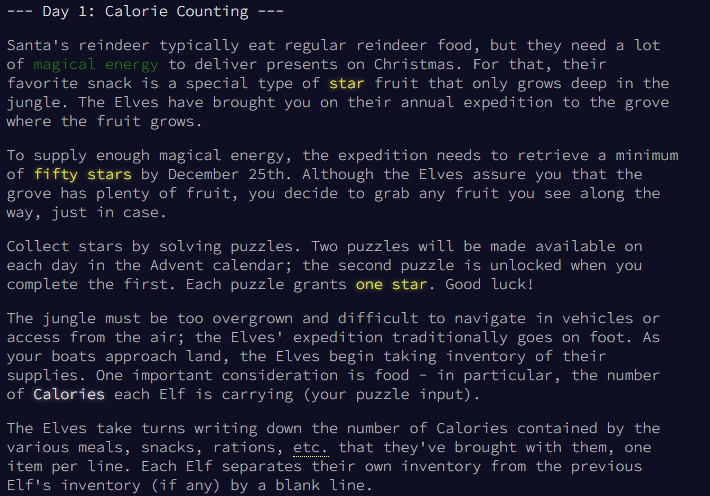 --- Day 1: Calorie Counting ---
Santa's reindeer typically eat regular reindeer food, but they need a lot
of magical energy to deliver presents on Christmas. For that, their
favorite snack is a special type of star fruit that only grows deep in the
jungle. The Elves have brought you on their annual expedition to the grove
where the fruit grows.
To supply enough magical energy, the expedition needs to retrieve a minimum
of fifty stars by December 25th. Although the Elves assure you that the
grove has plenty of fruit, you decide to grab any fruit you see along the
way, just in case.
Collect stars by solving puzzles. Two puzzles will be made available on
each day in the Advent calendar; the second puzzle is unlocked when you
complete the first. Each puzzle grants one star. Good luck!
The jungle must be too overgrown and difficult to navigate in vehicles or
access from the air; the Elves' expedition traditionally goes on foot. As
your boats approach land, the Elves begin taking inventory of their
supplies. One important consideration is food - in particular, the number
of Calories each Elf is carrying (your puzzle input).
The Elves take turns writing down the number of Calories contained by the
various meals, snacks, rations, etc. that they've brought with them, one
item per line. Each Elf separates their own inventory from the previous
Elf's inventory (if any) by a blank line.